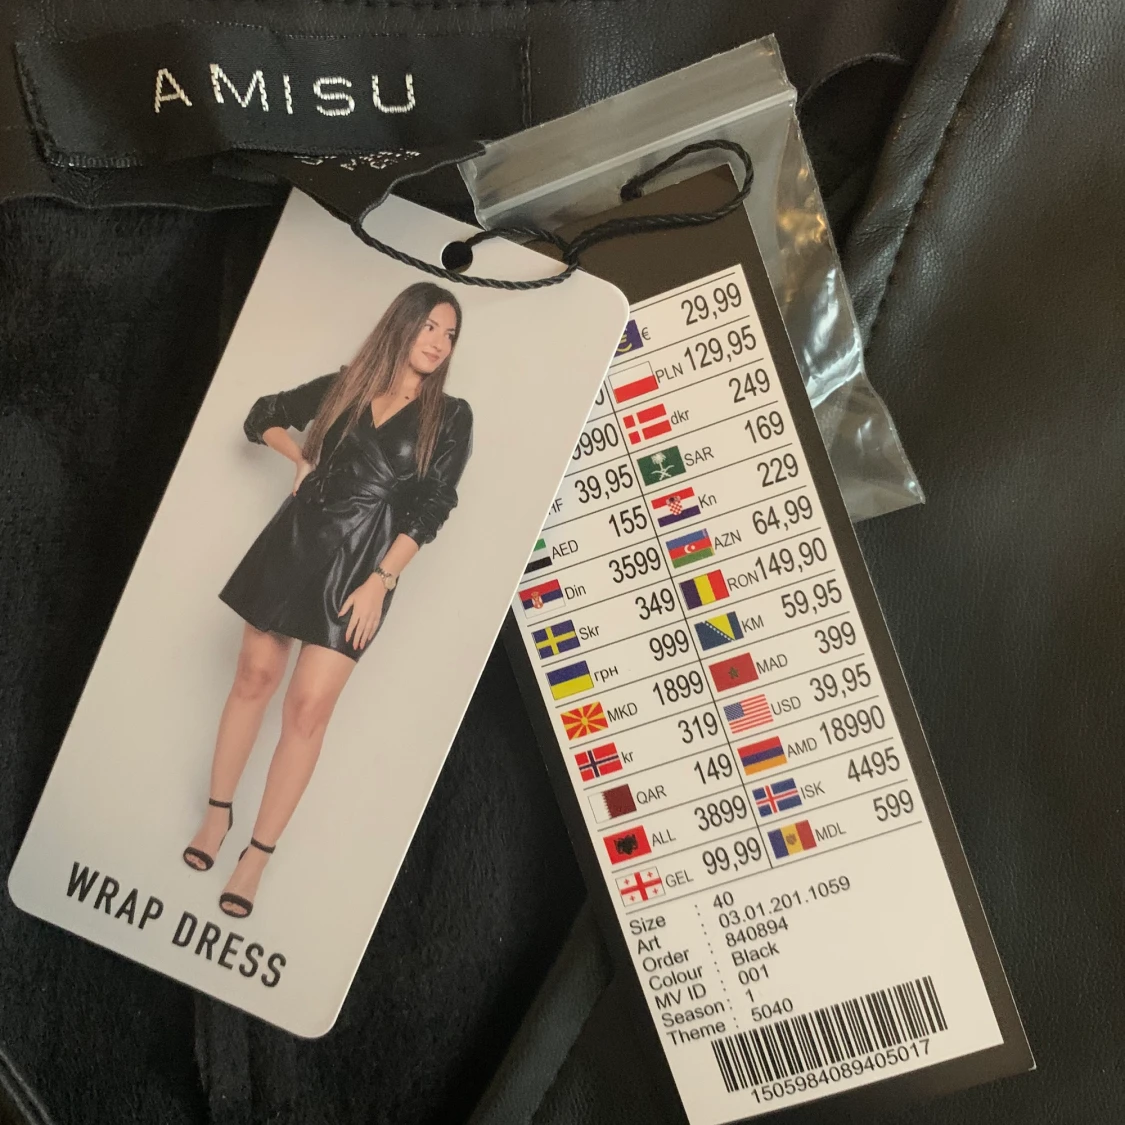 AMISU
WRAP DRESS
€ 29,99
PLN 129,95
dkr 249
SAR 169
Kn 229
AZN 64,99
RON 149,90
KM 59,95
MAD 399
USD 39,95
AMD 18990
ISK 4495
MDL 599
39,95
AED 155
Din 3599
Skr 349
грн 999
MKD 1899
kr 319
QAR 149
ALL 3899
GEL 99,99
Size : 40
Art : 03.01.201.1059
Order : 840894
Colour : Black
MV ID : 001
Season : 1
Theme : 5040
1505984089405017